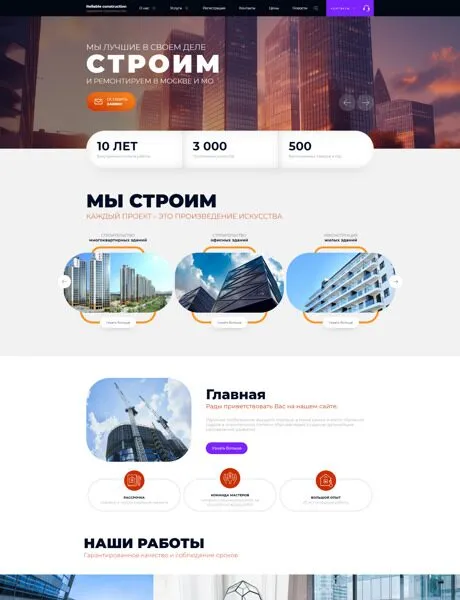 Reliable construction
О нас
Услуги
Регистрация
Контакты
Цены
Новости
МЫ ЛУЧШИЕ В СВОЕМ ДЕЛЕ
СТРОИМ
И РЕМОНТИРУЕМ В МОСКВЕ И МО
ОСТАВИТЬ
ЗАЯВКУ
10 ЛЕТ
3 000
500
МЫ СТРОИМ
КАЖДЫЙ ПРОЕКТ - ЭТО ПРОИЗВЕДЕНИЕ ИСКУССТВА
СТРОИТЕЛЬСТВО
многоквартирных зданий
СТРОИТЕЛЬСТВО
офисных зданий
РЕКОНСТРУКЦИЯ
жилых зданий
Узнать больше
Узнать больше
Узнать больше
Главная
Рады приветствовать Вас на нашем сайте.
Узнать больше
РАССРОЧКА
КОМАНДА МАСТЕРОВ
БОЛЬШОЙ ОПЫТ
НАШИ РАБОТЫ
Гарантированное качество и соблюдение сроков